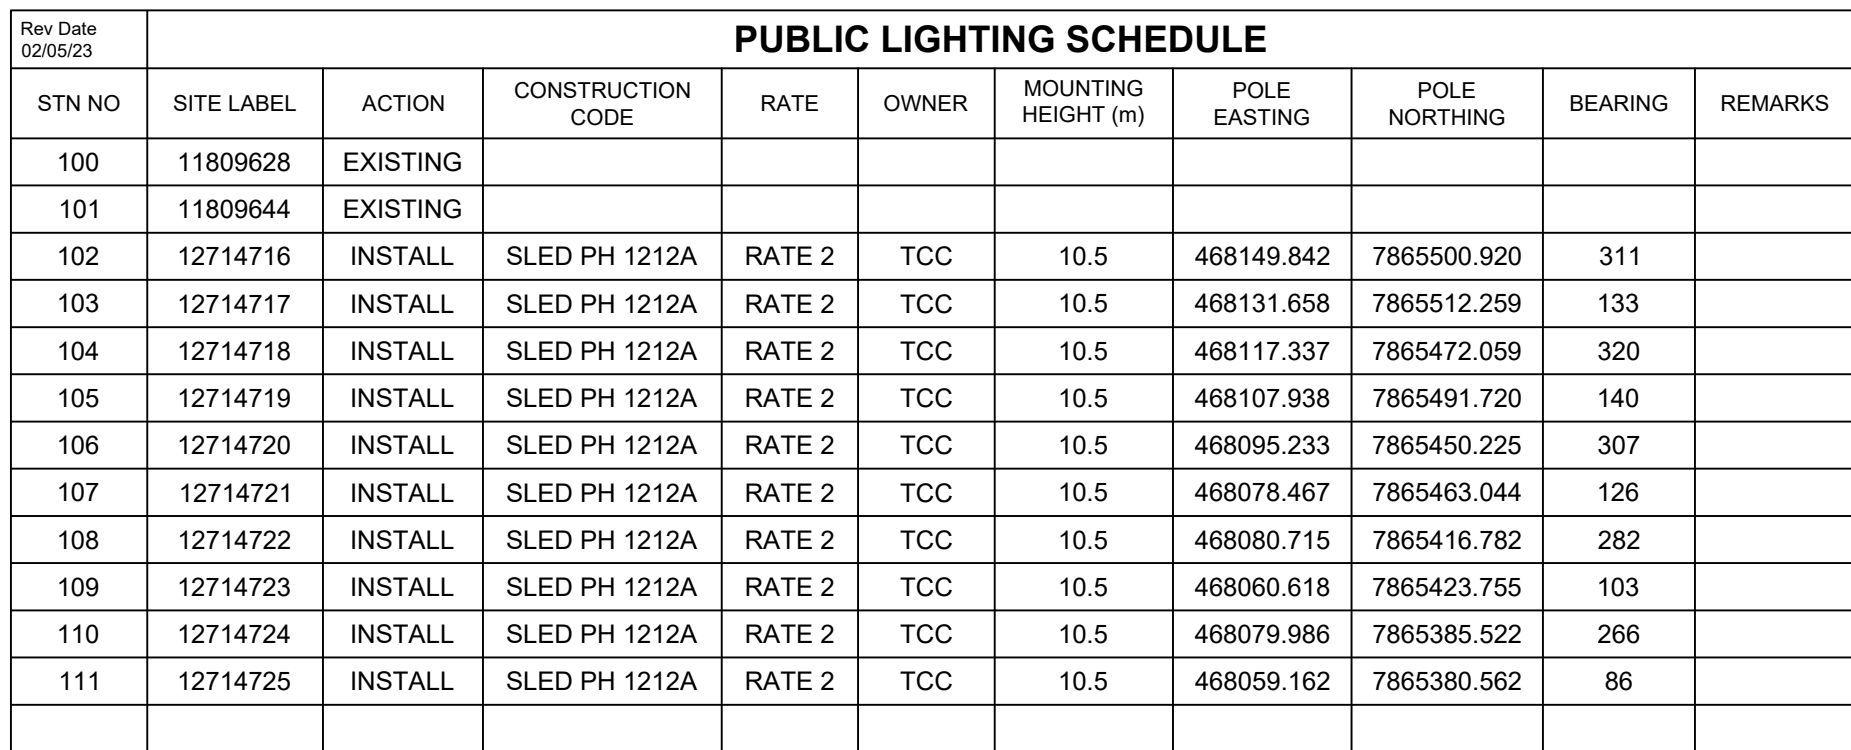 Rev Date
02/05/23
PUBLIC LIGHTING SCHEDULE
STN NO SITE LABEL ACTION CONSTRUCTION CODE RATE OWNER MOUNTING HEIGHT (m) POLE EASTING POLE NORTHING BEARING REMARKS
100 11809628 EXISTING
101 11809644 EXISTING
102 12714716 INSTALL SLED PH 1212A RATE 2 TCC 10.5 468149.842 7865500.920 311
103 12714717 INSTALL SLED PH 1212A RATE 2 TCC 10.5 468131.658 7865512.259 133
104 12714718 INSTALL SLED PH 1212A RATE 2 TCC 10.5 468117.337 7865472.059 320
105 12714719 INSTALL SLED PH 1212A RATE 2 TCC 10.5 468107.938 7865491.720 140
106 12714720 INSTALL SLED PH 1212A RATE 2 TCC 10.5 468095.233 7865450.225 307
107 12714721 INSTALL SLED PH 1212A RATE 2 TCC 10.5 468078.467 7865463.044 126
108 12714722 INSTALL SLED PH 1212A RATE 2 TCC 10.5 468080.715 7865416.782 282
109 12714723 INSTALL SLED PH 1212A RATE 2 TCC 10.5 468060.618 7865423.755 103
110 12714724 INSTALL SLED PH 1212A RATE 2 TCC 10.5 468079.986 7865385.522 266
111 12714725 INSTALL SLED PH 1212A RATE 2 TCC 10.5 468059.162 7865380.562 86